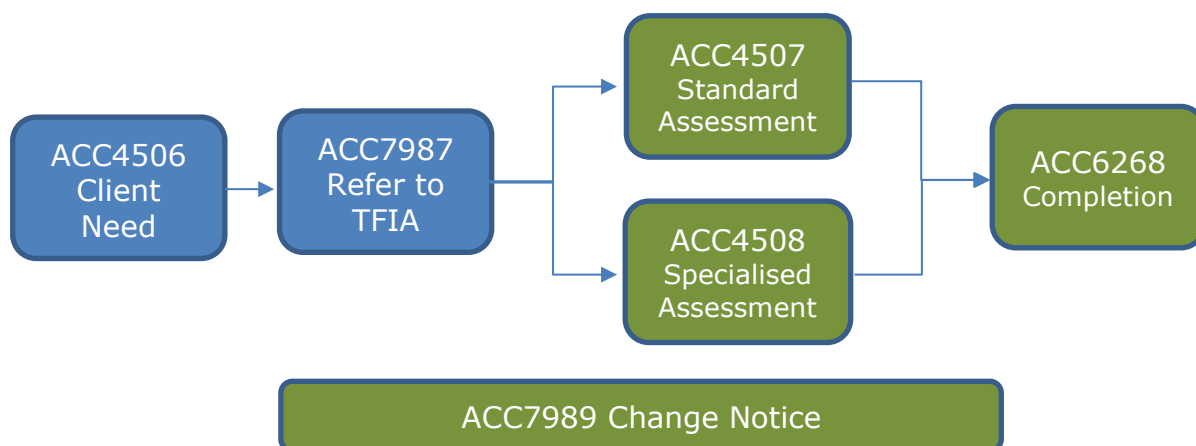 ACC4506
Client
Need
ACC7987
Refer to
TFIA
ACC4507
Standard
Assessment
ACC4508
Specialised
Assessment
ACC6268
Completion
ACC7989 Change Notice